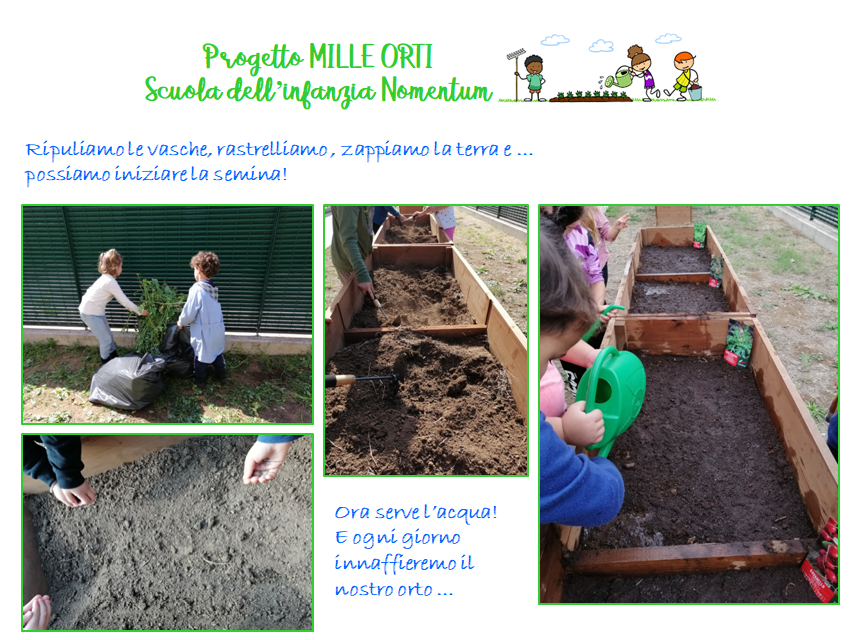 Progetto MILLE ORTI
Scuola dell'infanzia Nomentum
Ripuliamo le vasche, rastrelliamo , zappiamo la terra e ...
possiamo iniziare la semina!
Ora serve l'acqua!
E ogni giorno
innaffieremo il
nostro orto ...